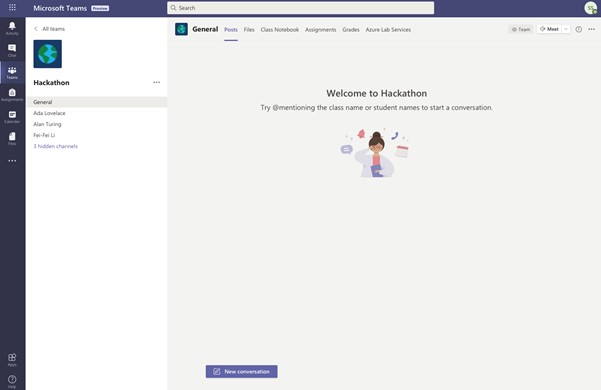 Microsoft Teams Preview
Search
SS
Activity
Chat
Teams
Assignments
Calendar
Files
Apps
Help
All teams
Hackathon
General
Ada Lovelace
Alan Turing
Fei-Fei Li
3 hidden channels
General Posts Files Class Notebook Assignments Grades Azure Lab Services
Team Meet
Welcome to Hackathon
Try @mentioning the class name or student names to start a conversation.
New conversation